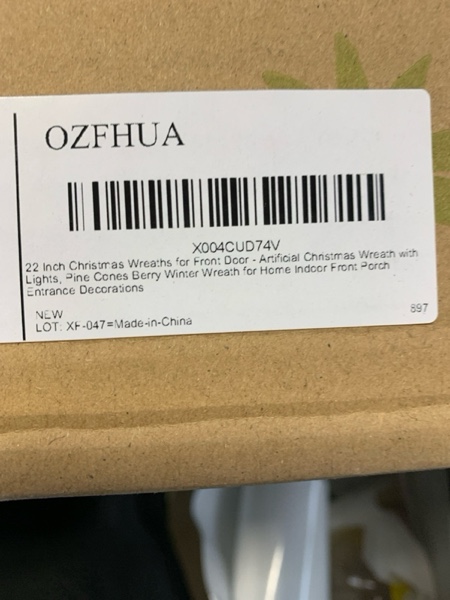 OZFHUA
X004CUD74V
22 Inch Christmas Wreaths for Front Door - Artificial Christmas Wreath with
Lights, Pine Cones Berry Winter Wreath for Home Indoor Front Porch
Entrance Decorations
NEW
LOT: XF-047=Made-in-China
897